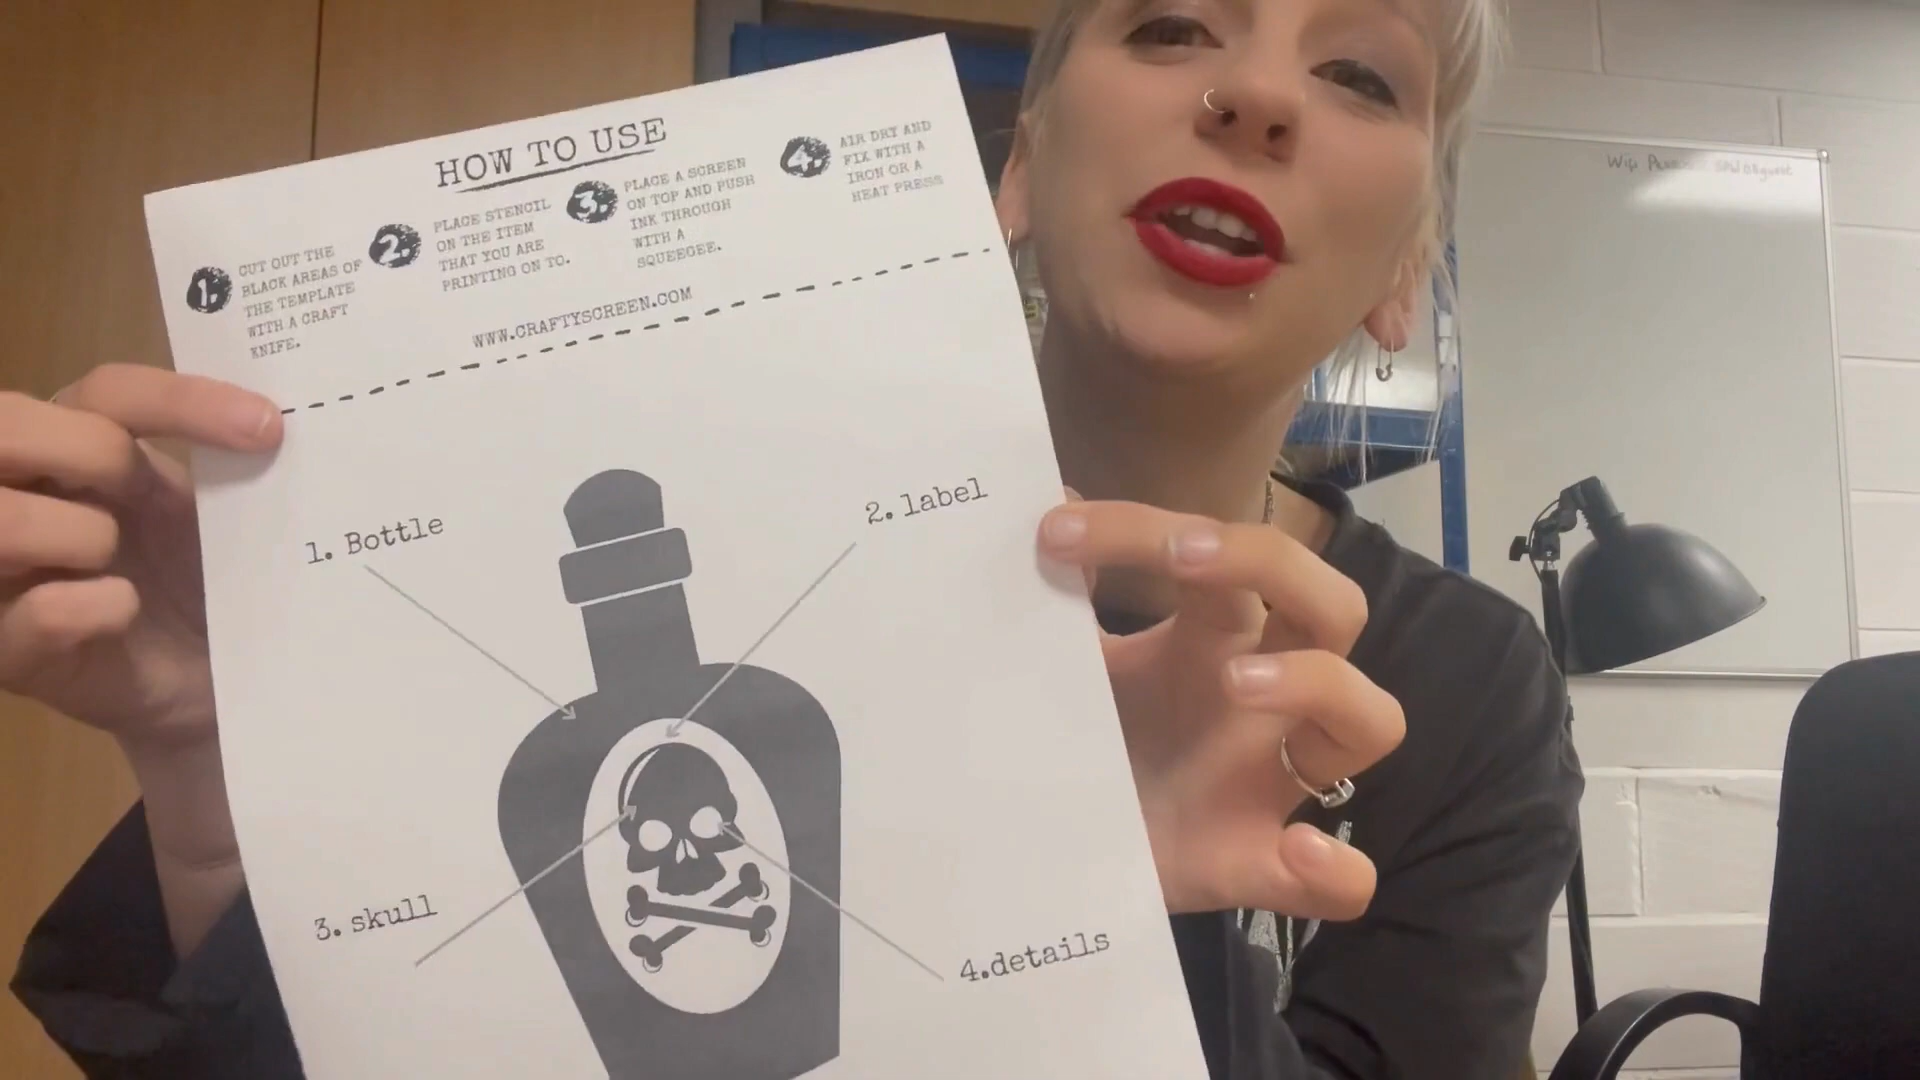 HOW TO USE
1.
CUT OUT THE
BLACK AREAS OF
THE TEMPLATE
WITH A CRAFT
KNIFE.
2.
PLACE STENCIL
ON THE ITEM
THAT YOU ARE
PRINTING ON TO.
3.
PLACE A SCREEN
ON TOP AND PUSH
INK THROUGH
WITH A
SQUEEGEE.
4.
AIR DRY AND
FIX WITH A
IRON OR A
HEAT PRESS
WWW.CRAFTYSCREEN.COM
1. Bottle
2. label
3. skull
4.details
Wifi